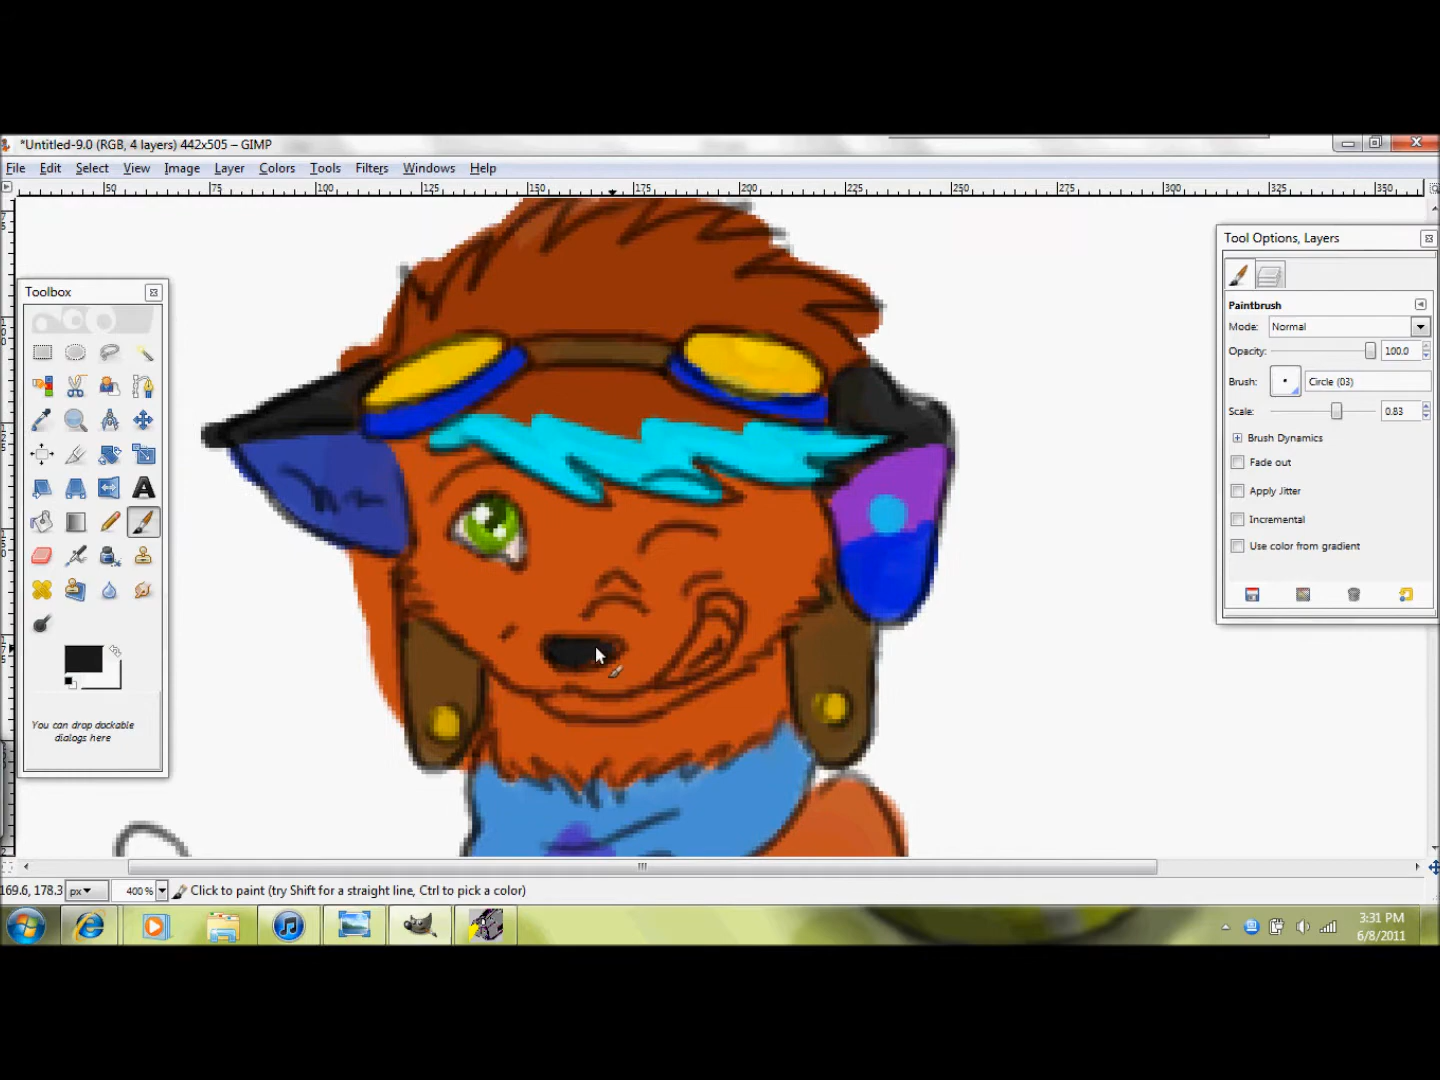 *Untitled-9.0 (RGB, 4 layers) 442x505 – GIMP
File Edit Select View Image Layer Colors Tools Filters Windows Help
50 75 100 125 150 175 200 225 250 275 300 325 350
Toolbox
You can drop dockable
dialogs here
Tool Options, Layers
Paintbrush
Mode: Normal
Opacity: 100.0
Brush: Circle (03)
Scale: 0.83
Brush Dynamics
Fade out
Apply Jitter
Incremental
Use color from gradient
169.6, 178.3 px 400% Click to paint (try Shift for a straight line, Ctrl to pick a color)
3:31 PM
6/8/2011